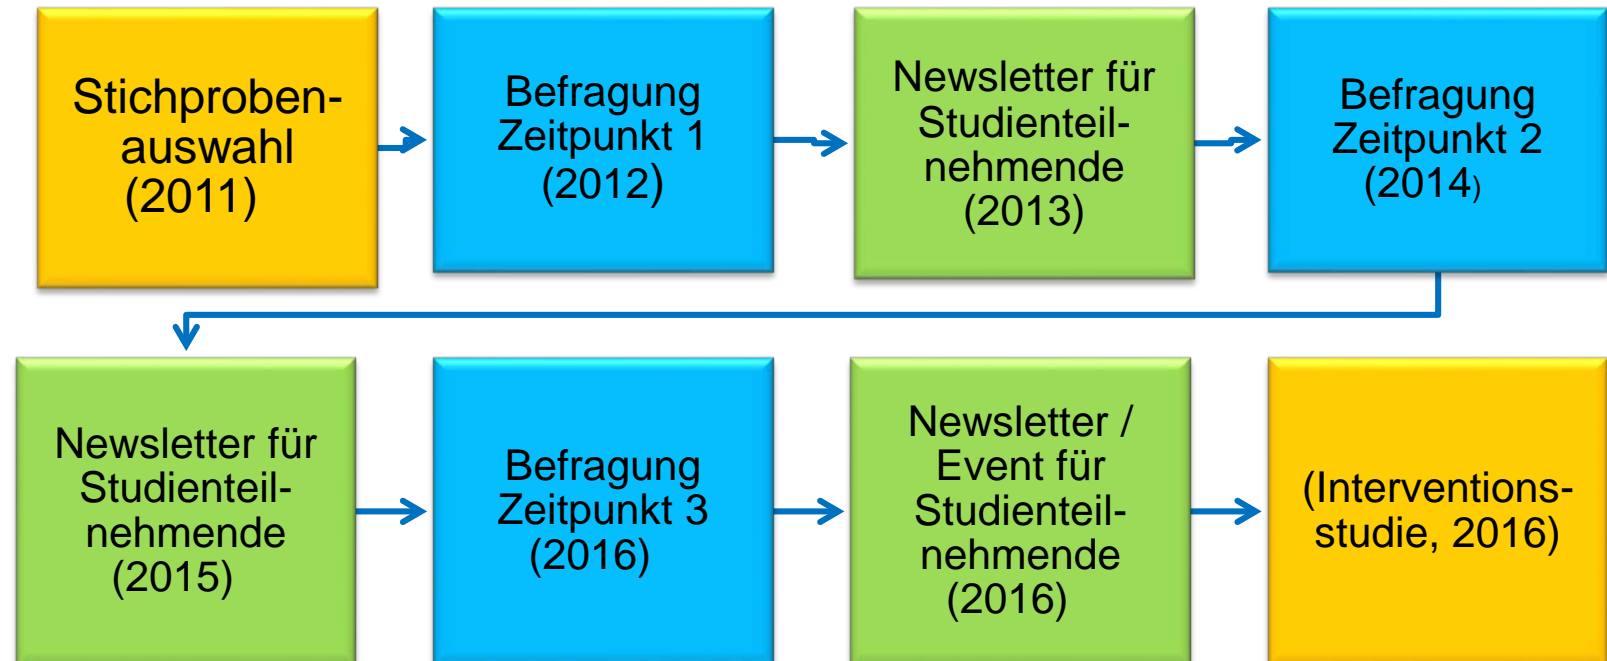 Stichproben-
auswahl
(2011)
Befragung
Zeitpunkt 1
(2012)
Newsletter für
Studienteil-
nehmende
(2013)
Befragung
Zeitpunkt 2
(2014)
Newsletter für
Studienteil-
nehmende
(2015)
Befragung
Zeitpunkt 3
(2016)
Newsletter /
Event für
Studienteil-
nehmende
(2016)
(Interventions-
studie, 2016)